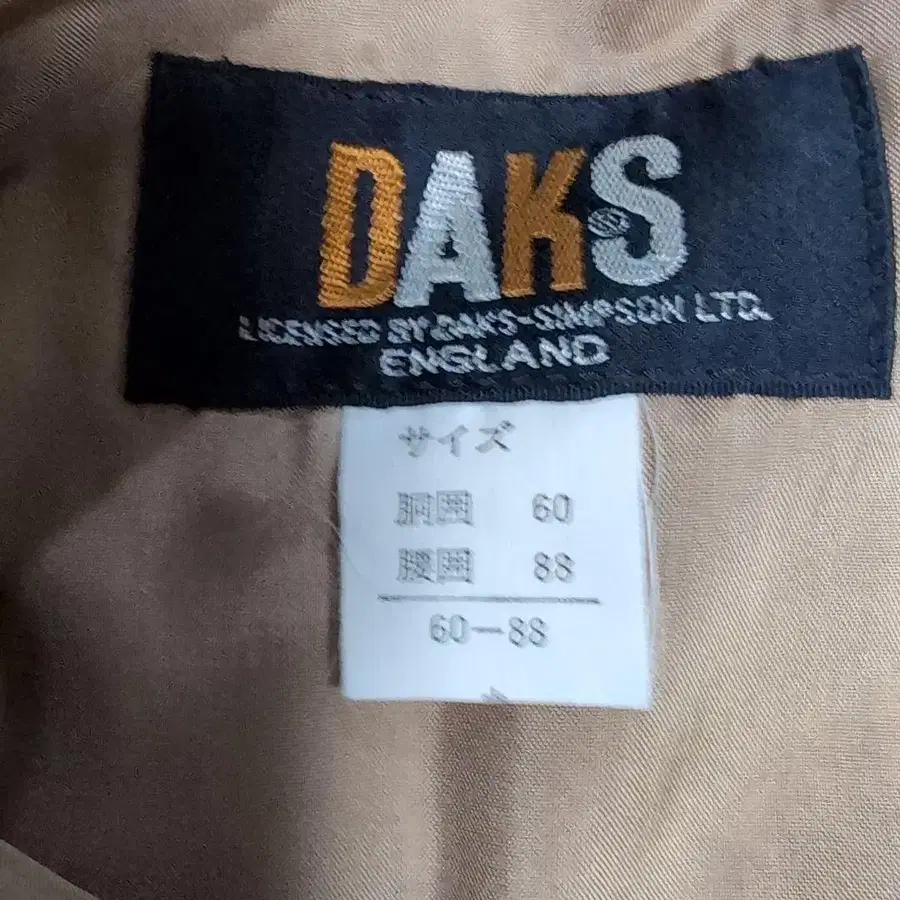 DAKS
LICENSED BY DAKS-SIMPSON LTD.
ENGLAND
サイズ
胴囲 60
腰囲 88
60-88